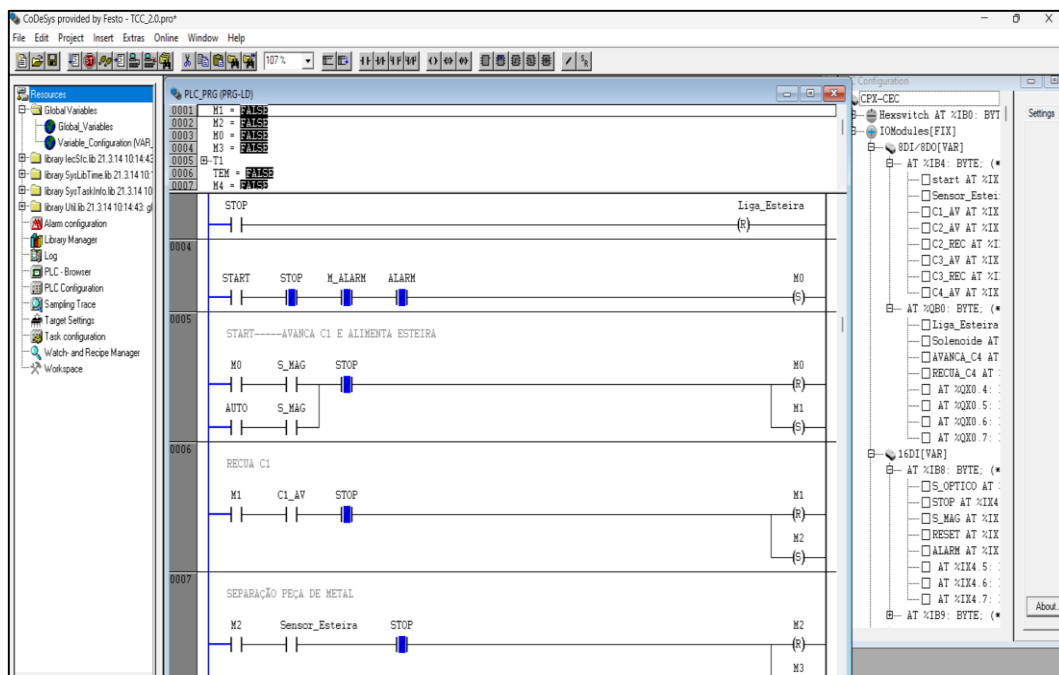 CoDeSys provided by Festo - TCC_2.0.pro*
File Edit Project Insert Extras Online Window Help
107 %
Resources
Global Variables
Global_Variables
Variable_Configuration (VAR_
library IecSfc.lib 21.3.14 10:14:43
library SysLibTime.lib 21.3.14 10:
library SysTaskInfo.lib 21.3.14 10
library Util.lib 21.3.14 10:14:43: gl
Alarm configuration
Library Manager
Log
PLC - Browser
PLC Configuration
Sampling Trace
Target Settings
Task configuration
Watch- and Recipe Manager
Workspace
PLC_PRG (PRG-LD)
0001 M1 = FALSE
0002 M2 = FALSE
0003 M0 = FALSE
0004 M3 = FALSE
0005 T1
0006 TEM = FALSE
0007 M4 = FALSE
STOP Liga_Esteira
(R)
0004
START STOP M_ALARM ALARM M0
(S)
0005
START-----AVANCA C1 E ALIMENTA ESTEIRA
M0 S_MAG STOP M0
(R)
AUTO S_MAG M1
(S)
0006
RECUA C1
M1 C1_AV STOP M1
(R)
M2
(S)
0007
SEPARAÇÃO PEÇA DE METAL
M2 Sensor_Esteira STOP M2
(R)
M3
Configuration
CPX-CEC
Hexswitch AT %IB0: BYT
IOModules[FIX]
8DI/8DO[VAR]
AT %IB4: BYTE; (*
start AT %IX
Sensor_Estei
C1_AV AT %IX
C2_AV AT %IX
C2_REC AT %I
C3_AV AT %IX
C3_REC AT %I
C4_AV AT %IX
AT %QB0: BYTE; (*
Liga_Esteira
Solenoide AT
AVANCA_C4 AT
RECUA_C4 AT
AT %QX0.4:
AT %QX0.5:
AT %QX0.6:
AT %QX0.7:
16DI[VAR]
AT %IB8: BYTE; (*
S_OPTICO AT
STOP AT %IX4
S_MAG AT %IX
RESET AT %IX
ALARM AT %IX
AT %IX4.5:
AT %IX4.6:
AT %IX4.7:
AT %IB9: BYTE; (*
Settings
About..